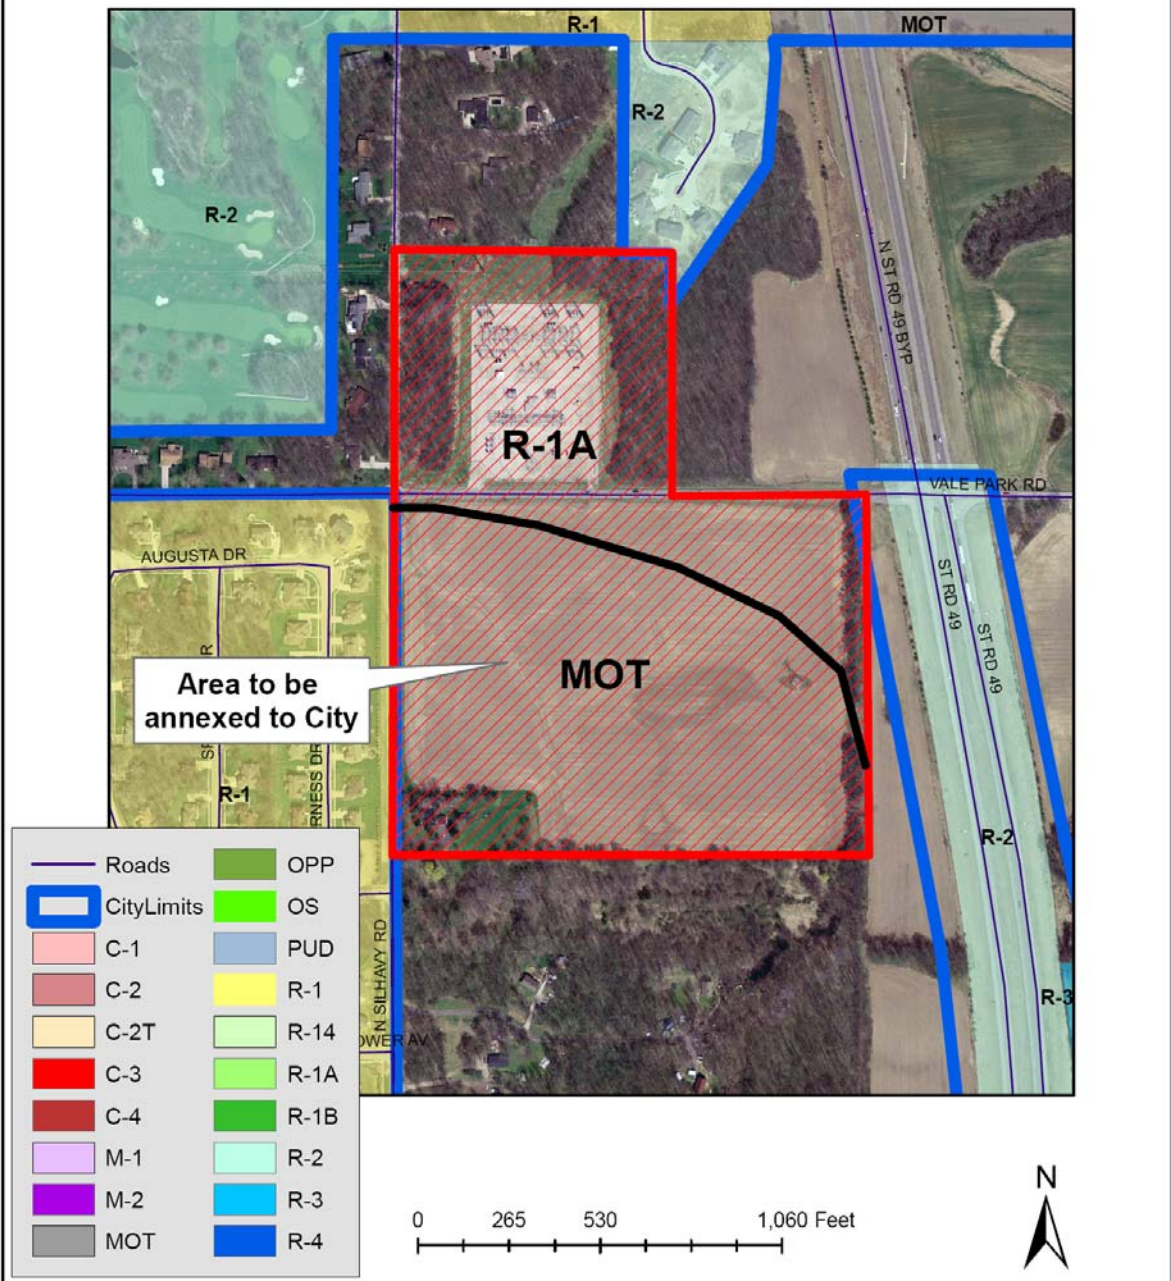 R-1
MOT
R-2
R-2
N ST RD 49 BYP
R-1A
VALE PARK RD
AUGUSTA DR
ST RD 49
ST RD 49
MOT
Area to be
annexed to City
R-1
R-2
R-3
N SILHAVY RD
Roads
CityLimits
C-1
C-2
C-2T
C-3
C-4
M-1
M-2
MOT
OPP
OS
PUD
R-1
R-14
R-1A
R-1B
R-2
R-3
R-4
0 265 530 1,060 Feet
N